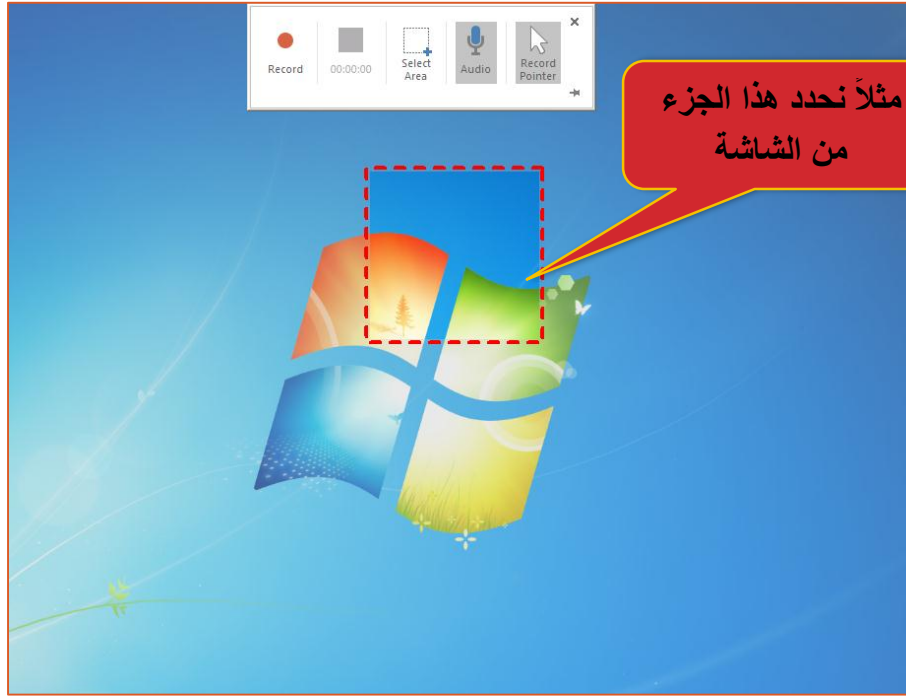 Record
00:00:00
Select
Area
Audio
Record
Pointer
مثلاً نحدد هذا الجزء
من الشاشة